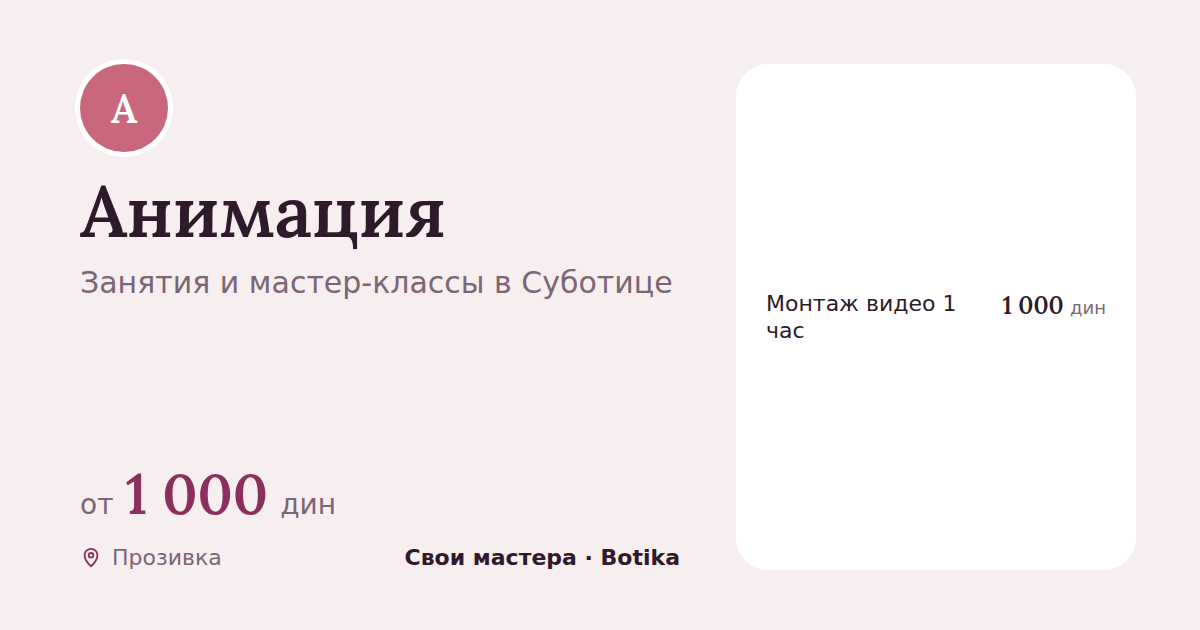 А
Анимация
Занятия и мастер-классы в Суботице
от 1 000 дин
Прозивка
Свои мастера · Botika
Монтаж видео 1
час
1 000 дин